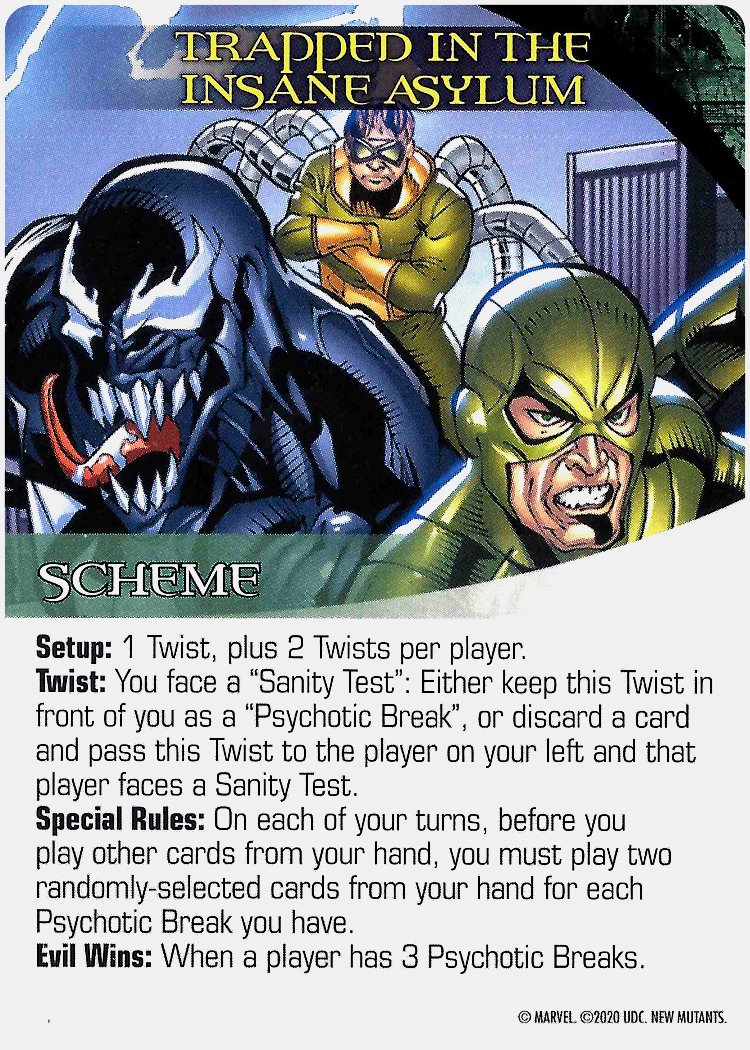 TRAPPED IN THE
INSANE ASYLUM
SCHEME
Setup: 1 Twist, plus 2 Twists per player.
Twist: You face a “Sanity Test”: Either keep this Twist in
front of you as a “Psychotic Break”, or discard a card
and pass this Twist to the player on your left and that
player faces a Sanity Test.
Special Rules: On each of your turns, before you
play other cards from your hand, you must play two
randomly-selected cards from your hand for each
Psychotic Break you have.
Evil Wins: When a player has 3 Psychotic Breaks.
© MARVEL. ©2020 UDC. NEW MUTANTS.